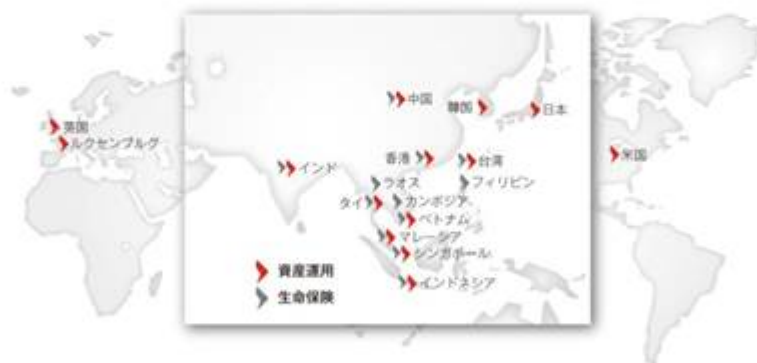 英国
ルクセンブルグ
中国
韓国
日本
米国
インド
香港
台湾
ラオス
フィリピン
タイ
カンボジア
ベトナム
マレーシア
シンガポール
インドネシア
資産運用
生命保険